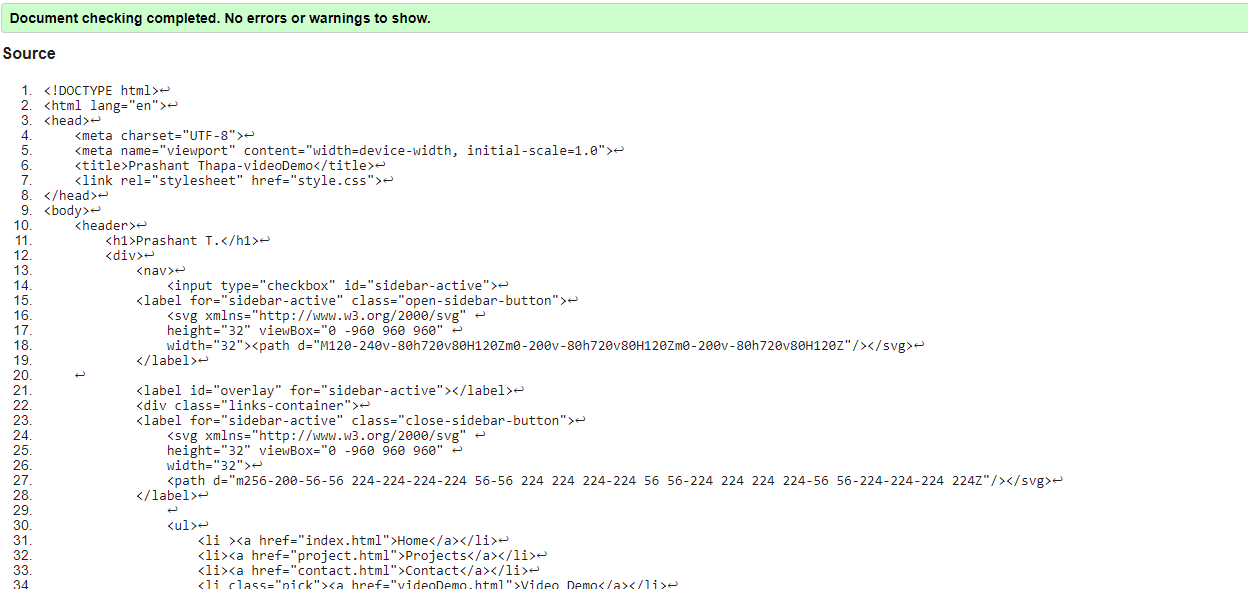 Document checking completed. No errors or warnings to show.
Source
1. <!DOCTYPE html>↩
2. <html lang="en">↩
3. <head>↩
4.     <meta charset="UTF-8">↩
5.     <meta name="viewport" content="width=device-width, initial-scale=1.0">↩
6.     <title>Prashant Thapa-videoDemo</title>↩
7.     <link rel="stylesheet" href="style.css">↩
8. </head>↩
9. <body>↩
10.     <header>↩
11.         <h1>Prashant T.</h1>↩
12.         <div>↩
13.             <nav>↩
14.                 <input type="checkbox" id="sidebar-active">↩
15.             <label for="sidebar-active" class="open-sidebar-button">↩
16.                 <svg xmlns="http://www.w3.org/2000/svg" ↩
17.                 height="32" viewBox="0 -960 960 960" ↩
18.                 width="32"><path d="M120-240v-80h720v80H120Zm0-200v-80h720v80H120Zm0-200v-80h720v80H120Z"/></svg>↩
19.             </label>↩
20.     ↩
21.             <label id="overlay" for="sidebar-active"></label>↩
22.             <div class="links-container">↩
23.             <label for="sidebar-active" class="close-sidebar-button">↩
24.                 <svg xmlns="http://www.w3.org/2000/svg" ↩
25.                 height="32" viewBox="0 -960 960 960" ↩
26.                 width="32">↩
27.                 <path d="m256-200-56-56 224-224-224-224 56-56 224 224 224-224 56 56-224 224 224 224-56 56-224-224-224 224Z"/></svg>↩
28.             </label>↩
29.                 ↩
30.                 <ul>↩
31.                     <li ><a href="index.html">Home</a></li>↩
32.                     <li><a href="project.html">Projects</a></li>↩
33.                     <li><a href="contact.html">Contact</a></li>↩
34                     <li class="pick"><a href="videoDemo.html">Video Demo</a></li>↩